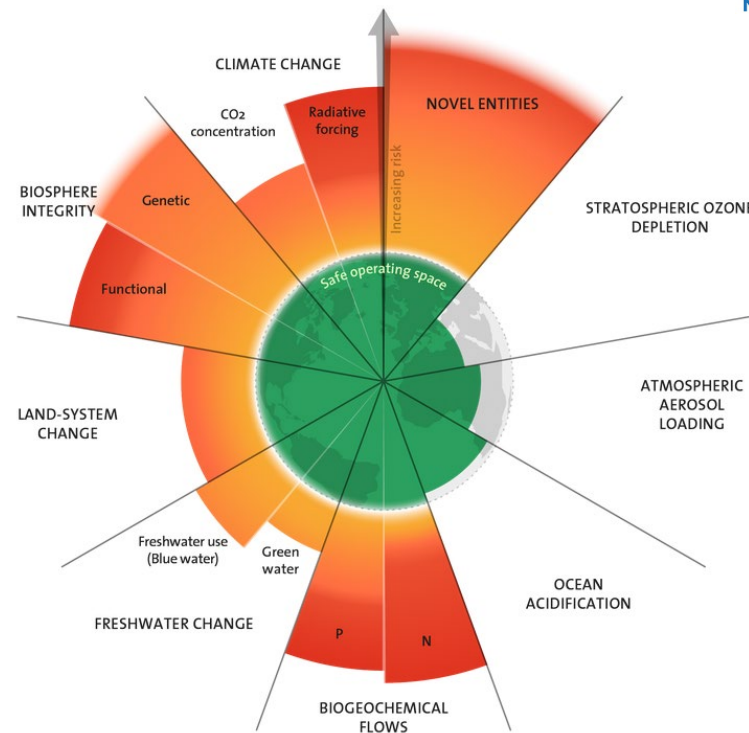 CLIMATE CHANGE
CO2
concentration
Radiative
forcing
NOVEL ENTITIES
Increasing risk
STRATOSPHERIC OZONE
DEPLETION
BIOSPHERE
INTEGRITY
Genetic
Functional
Safe operating space
ATMOSPHERIC
AEROSOL
LOADING
LAND-SYSTEM
CHANGE
Freshwater use
(Blue water)
Green
water
OCEAN
ACIDIFICATION
FRESHWATER CHANGE
P
N
BIOGEOCHEMICAL
FLOWS